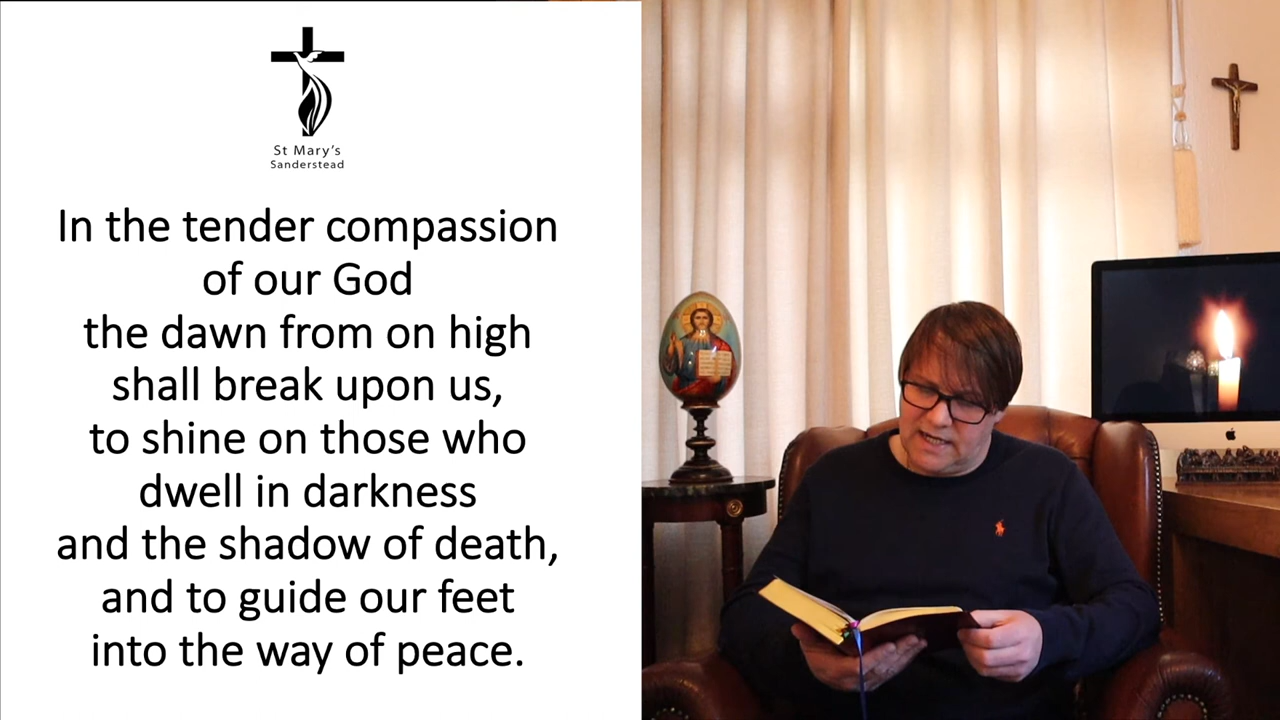 St Mary's
Sanderstead
In the tender compassion
of our God
the dawn from on high
shall break upon us,
to shine on those who
dwell in darkness
and the shadow of death,
and to guide our feet
into the way of peace.